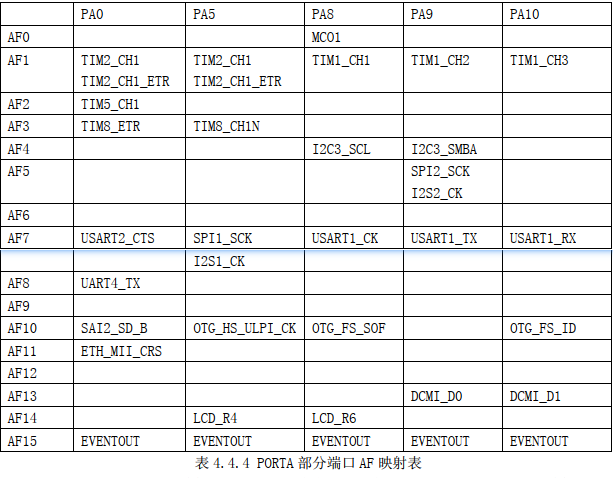 PA0 PA5 PA8 PA9 PA10
AF0 MCO1
AF1 TIM2_CH1 TIM2_CH1 TIM1_CH1 TIM1_CH2 TIM1_CH3
TIM2_CH1_ETR TIM2_CH1_ETR
AF2 TIM5_CH1
AF3 TIM8_ETR TIM8_CH1N
AF4 I2C3_SCL I2C3_SMBA
AF5 SPI2_SCK
I2S2_CK
AF6
AF7 USART2_CTS SPI1_SCK USART1_CK USART1_TX USART1_RX
I2S1_CK
AF8 UART4_TX
AF9
AF10 SAI2_SD_B OTG_HS_ULPI_CK OTG_FS_SOF OTG_FS_ID
AF11 ETH_MII_CRS
AF12
AF13 DCMI_D0 DCMI_D1
AF14 LCD_R4 LCD_R6
AF15 EVENTOUT EVENTOUT EVENTOUT EVENTOUT EVENTOUT
表 4.4.4 PORTA 部分端口 AF 映射表